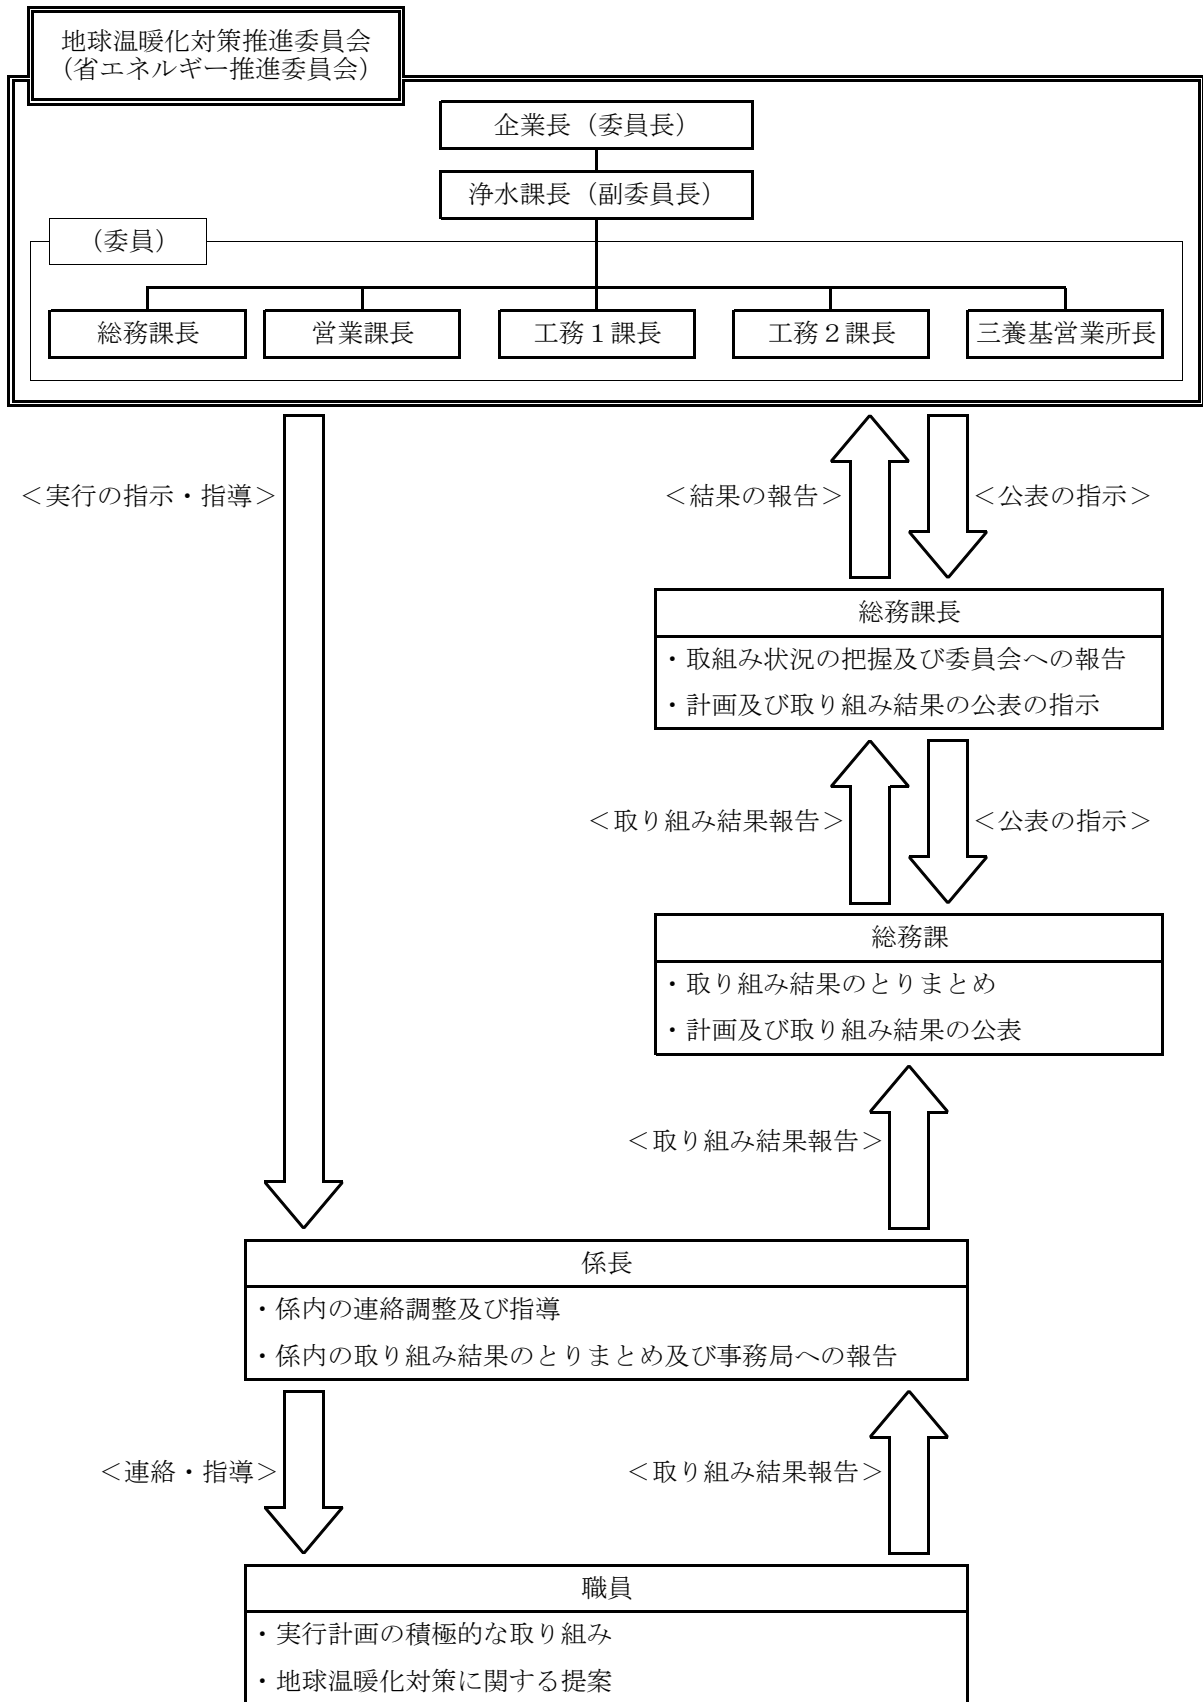 地球温暖化対策推進委員会
（省エネルギー推進委員会）
企業長（委員長）
浄水課長（副委員長）
（委員）
総務課長
営業課長
工務１課長
工務２課長
三養基営業所長
＜実行の指示・指導＞
＜結果の報告＞
＜公表の指示＞
総務課長
・取組み状況の把握及び委員会への報告
・計画及び取り組み結果の公表の指示
＜取り組み結果報告＞
＜公表の指示＞
総務課
・取り組み結果のとりまとめ
・計画及び取り組み結果の公表
＜取り組み結果報告＞
係長
・係内の連絡調整及び指導
・係内の取り組み結果のとりまとめ及び事務局への報告
＜連絡・指導＞
＜取り組み結果報告＞
職員
・実行計画の積極的な取り組み
・地球温暖化対策に関する提案